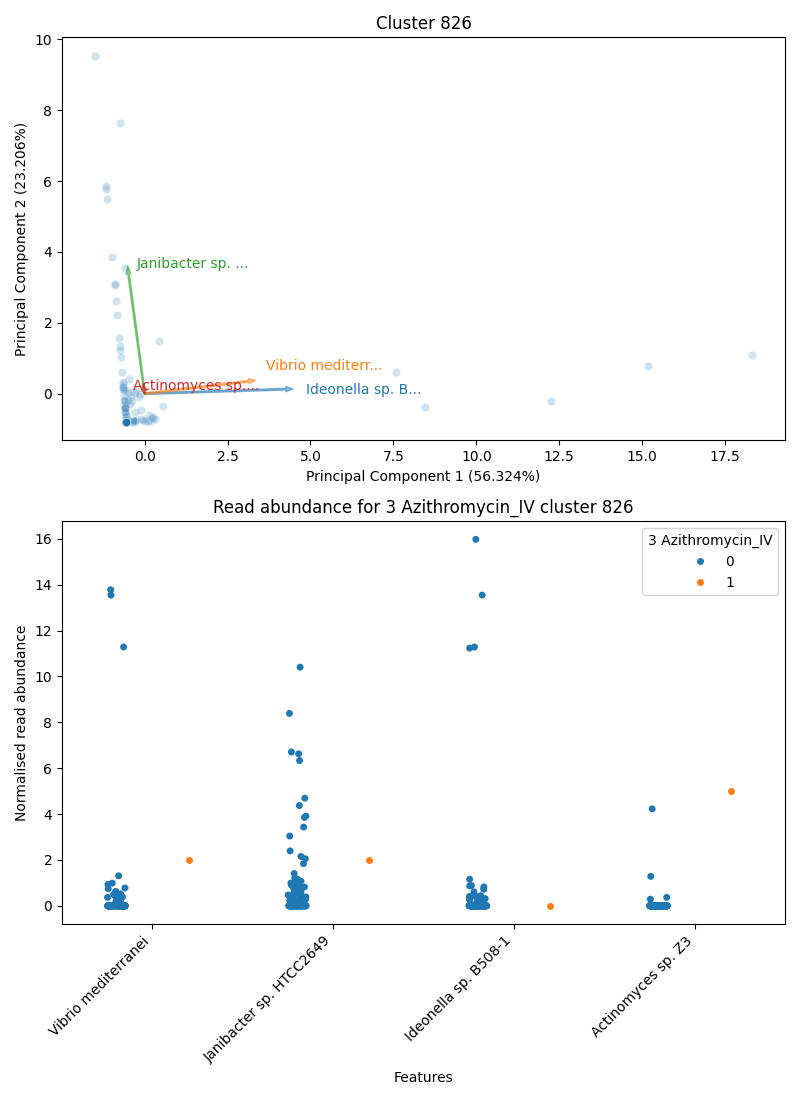 Cluster 826
10
8
6
4
2
0
Principal Component 2 (23.206%)
Janibacter sp. ...
Vibrio mediterr...
Actinomyces sp....
Ideonella sp. B...
0.0 2.5 5.0 7.5 10.0 12.5 15.0 17.5
Principal Component 1 (56.324%)
Read abundance for 3 Azithromycin_IV cluster 826
16
14
12
10
8
6
4
2
0
Normalised read abundance
3 Azithromycin_IV
0
1
Vibrio mediterranei
Janibacter sp. HTCC2649
Ideonella sp. B508-1
Actinomyces sp. Z3
Features